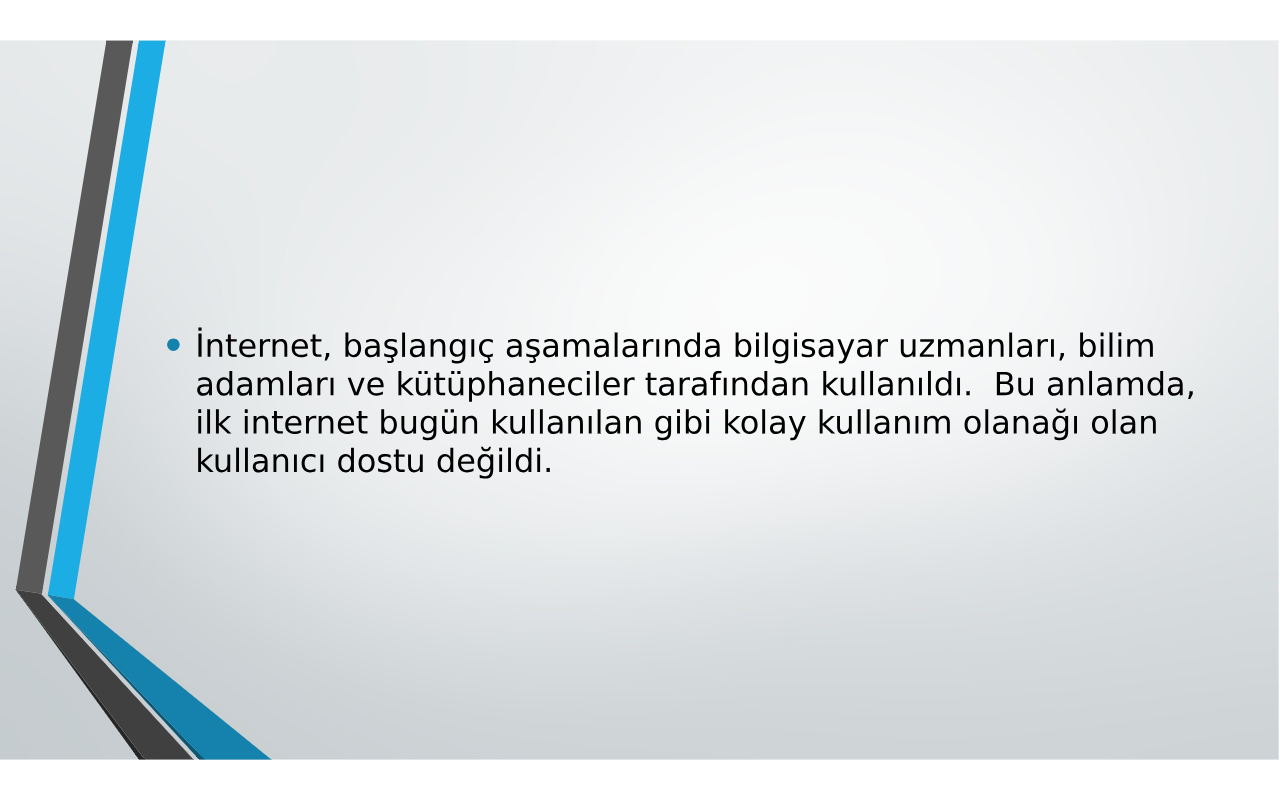 • İnternet, başlangıç aşamalarında bilgisayar uzmanları, bilim
adamları ve kütüphaneciler tarafından kullanıldı.  Bu anlamda,
ilk internet bugün kullanılan gibi kolay kullanım olanağı olan
kullanıcı dostu değildi.